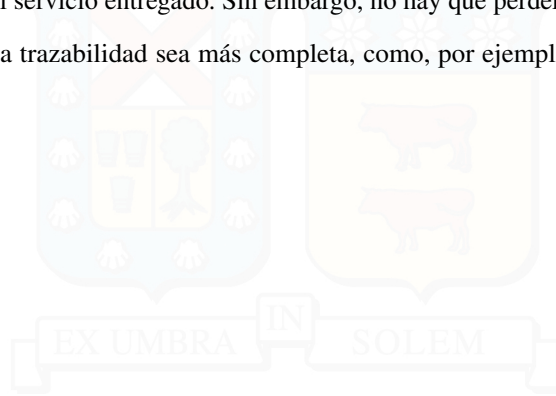 l servicio entregado. Sin embargo, no hay que perder
a trazabilidad sea más completa, como, por ejempl
IN
EX UMBRA SOLEM